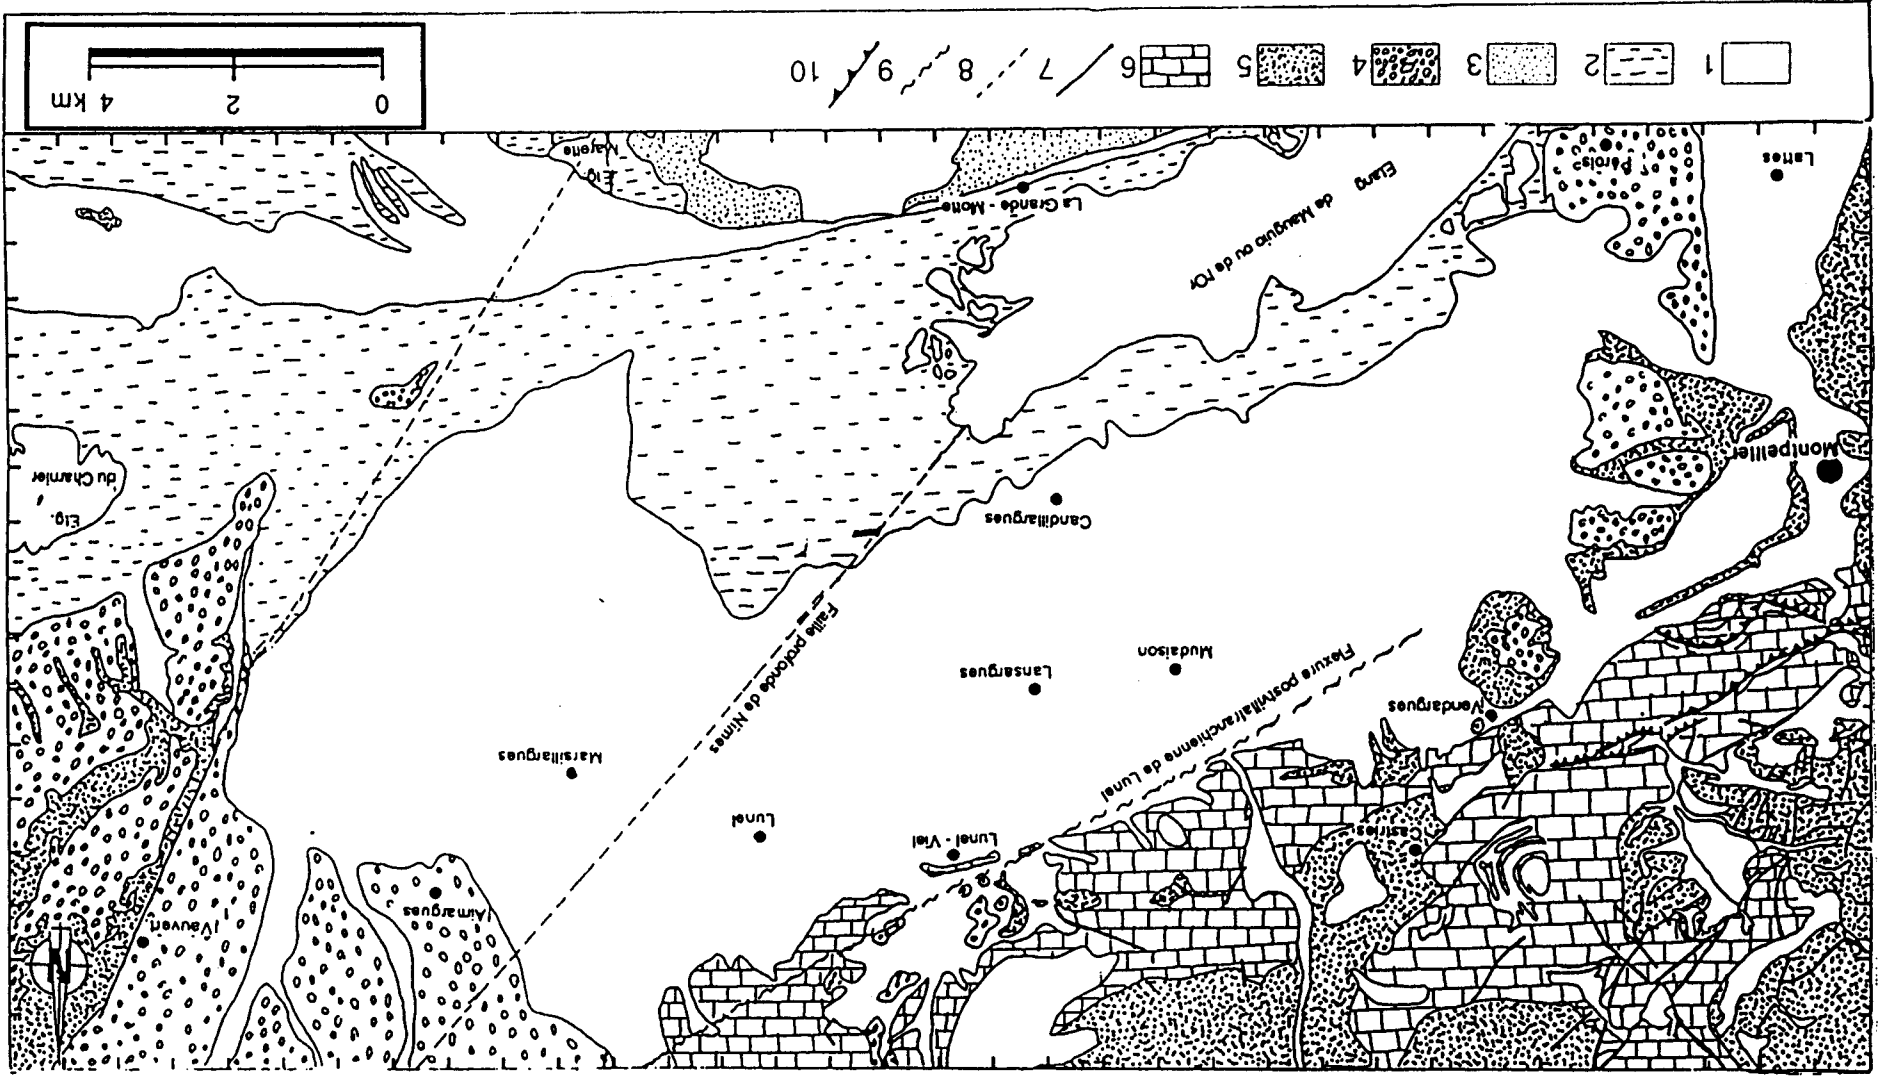 N
Vauvert
Aimargues
Castries
Lunel - Viel
Lunel
Marsillargues
Flexure postvillafranchienne de Lunel
Vendargues
Faille profonde de Nîmes
Mudaison
Lansargues
Candillargues
Etg.
du Charnier
Montpellier
Etang
de Mauguio ou de l'Or
La Grande - Motte
Etg.
Mayette
Lattes
Pérols
1 2 3 4 5 6 7 8 9 10
0 2 4 km